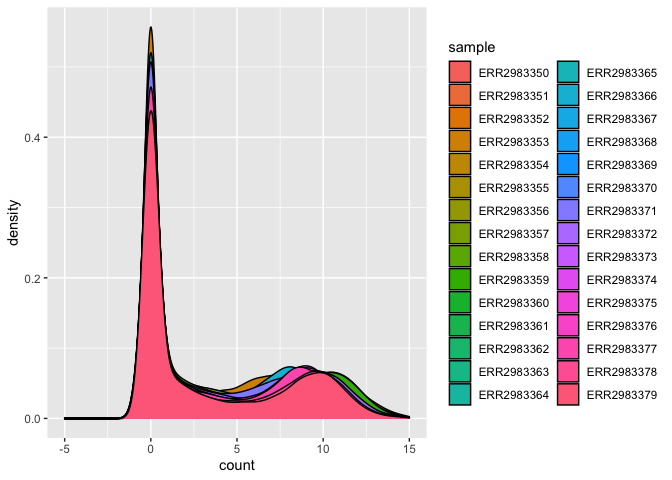 sample
ERR2983350 ERR2983365
ERR2983351 ERR2983366
ERR2983352 ERR2983367
ERR2983353 ERR2983368
ERR2983354 ERR2983369
ERR2983355 ERR2983370
ERR2983356 ERR2983371
ERR2983357 ERR2983372
ERR2983358 ERR2983373
ERR2983359 ERR2983374
ERR2983360 ERR2983375
ERR2983361 ERR2983376
ERR2983362 ERR2983377
ERR2983363 ERR2983378
ERR2983364 ERR2983379
density
0.4
0.2
0.0
-5 0 5 10 15
count